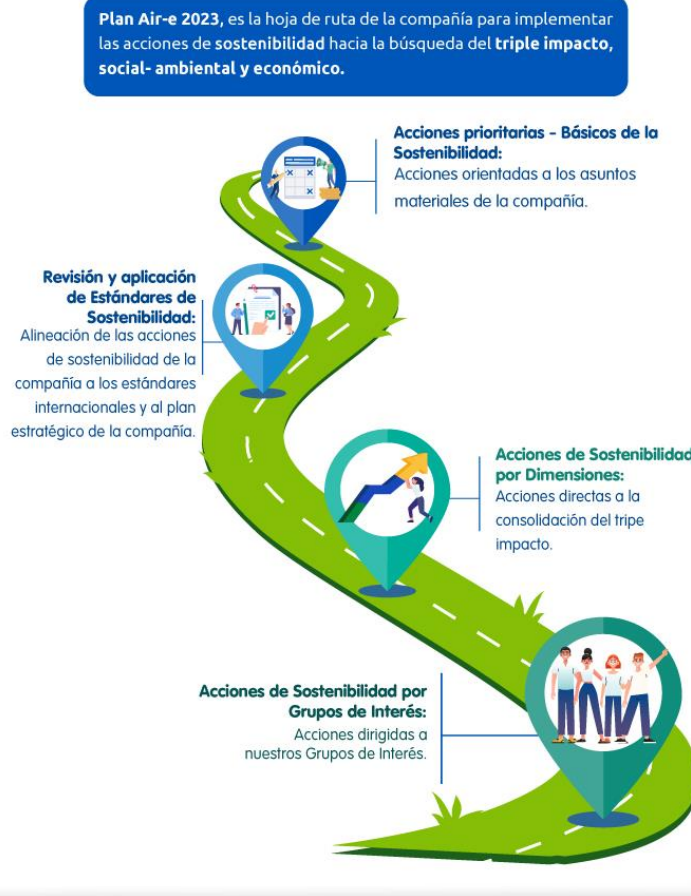 Plan Air-e 2023, es la hoja de ruta de la compañía para implementar
las acciones de sostenibilidad hacia la búsqueda del triple impacto,
social- ambiental y económico.
Acciones prioritarias - Básicos de la
Sostenibilidad:
Acciones orientadas a los asuntos
materiales de la compañía.
Revisión y aplicación
de Estándares de
Sostenibilidad:
Alineación de las acciones
de sostenibilidad de la
compañía a los estándares
internacionales y al plan
estratégico de la compañía.
Acciones de Sostenibilidad
por Dimensiones:
Acciones directas a la
consolidación del tripe
impacto.
Acciones de Sostenibilidad por
Grupos de Interés:
Acciones dirigidas a
nuestros Grupos de Interés.